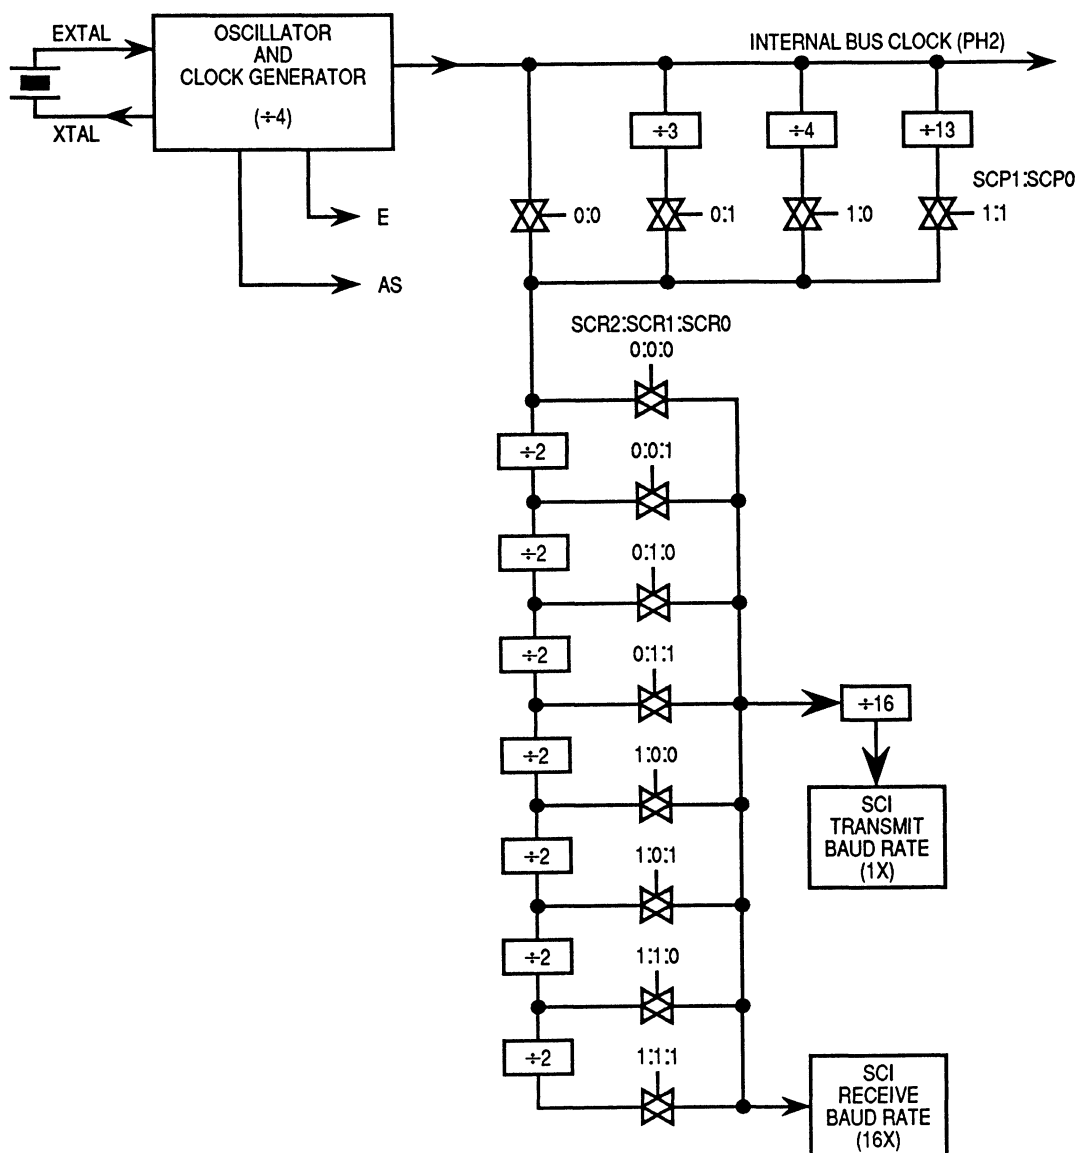 EXTAL
XTAL
OSCILLATOR
AND
CLOCK GENERATOR
(÷4)
INTERNAL BUS CLOCK (PH2)
÷3
÷4
÷13
SCP1:SCP0
0:0
0:1
1:0
1:1
E
AS
SCR2:SCR1:SCR0
0:0:0
÷2
0:0:1
÷2
0:1:0
÷2
0:1:1
÷16
÷2
1:0:0
SCI
TRANSMIT
BAUD RATE
(1X)
÷2
1:0:1
÷2
1:1:0
÷2
1:1:1
SCI
RECEIVE
BAUD RATE
(16X)